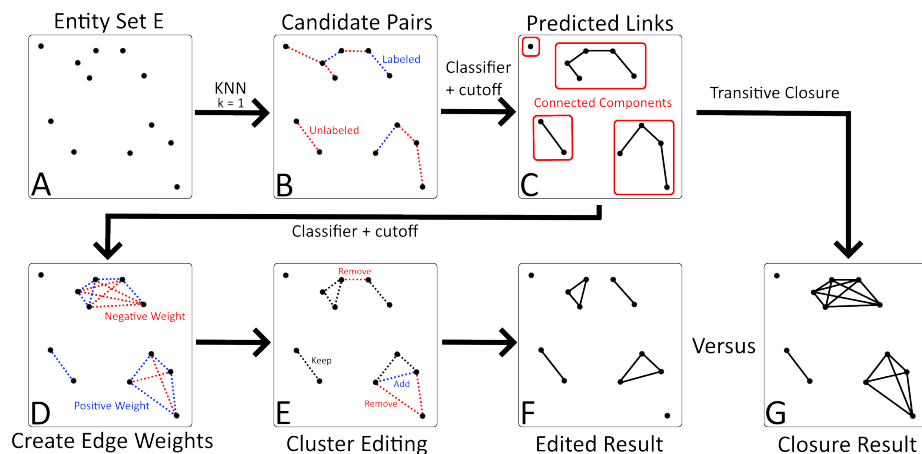 Entity Set E
Candidate Pairs
Predicted Links
A
KNN
k = 1
Labeled
Unlabeled
B
Classifier
+ cutoff
Connected Components
C
Transitive Closure
Classifier + cutoff
Negative Weight
Positive Weight
D
Create Edge Weights
Remove
Keep
Add
Remove
E
Cluster Editing
F
Edited Result
Versus
G
Closure Result